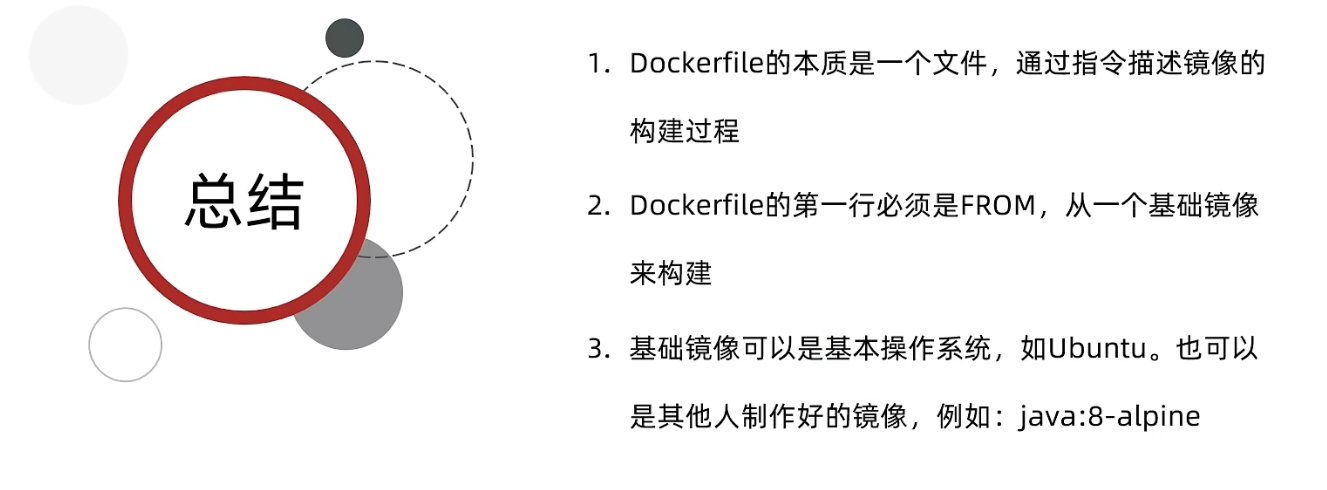 总结
1. Dockerfile的本质是一个文件，通过指令描述镜像的
构建过程
2. Dockerfile的第一行必须是FROM，从一个基础镜像
来构建
3. 基础镜像可以是基本操作系统，如Ubuntu。也可以
是其他人制作好的镜像，例如：java:8-alpine